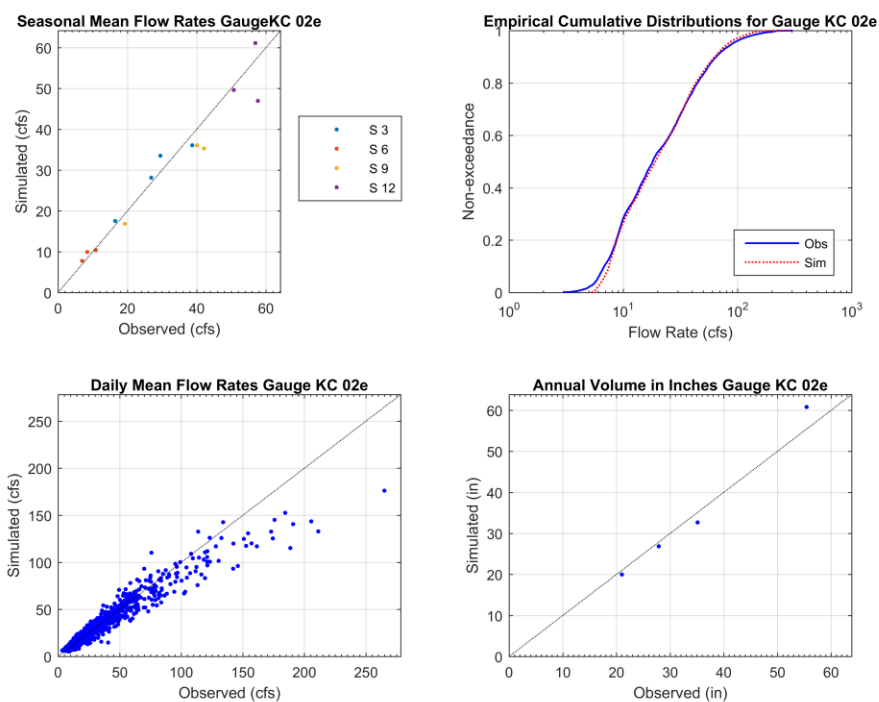 Seasonal Mean Flow Rates GaugeKC 02e
60
50
40
30
20
10
0
0 20 40 60
Simulated (cfs)
Observed (cfs)
S 3
S 6
S 9
S 12
Empirical Cumulative Distributions for Gauge KC 02e
1
0.8
0.6
0.4
0.2
0
10^0 10^1 10^2 10^3
Non-exceedance
Flow Rate (cfs)
Obs
Sim
Daily Mean Flow Rates Gauge KC 02e
250
200
150
100
50
0
0 50 100 150 200 250
Simulated (cfs)
Observed (cfs)
Annual Volume in Inches Gauge KC 02e
60
50
40
30
20
10
0
0 10 20 30 40 50 60
Simulated (in)
Observed (in)